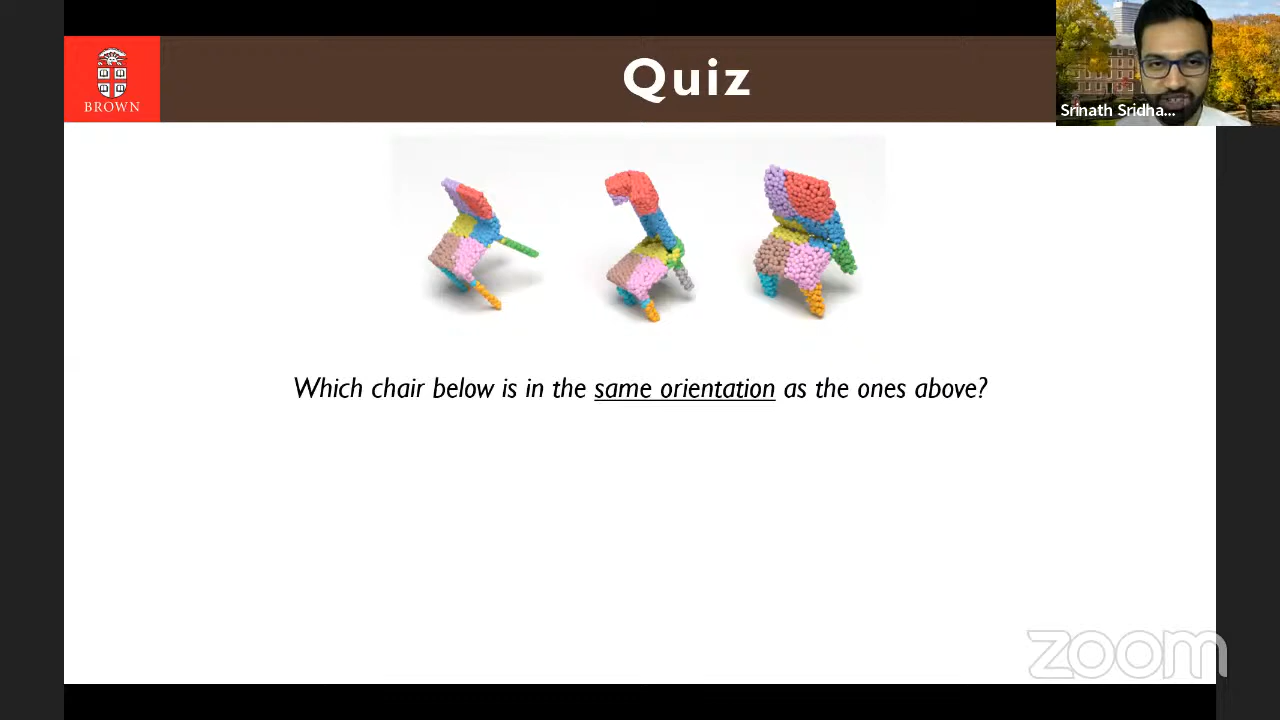 Quiz
BROWN
Srinath Sridha...
Which chair below is in the same orientation as the ones above?
zoom